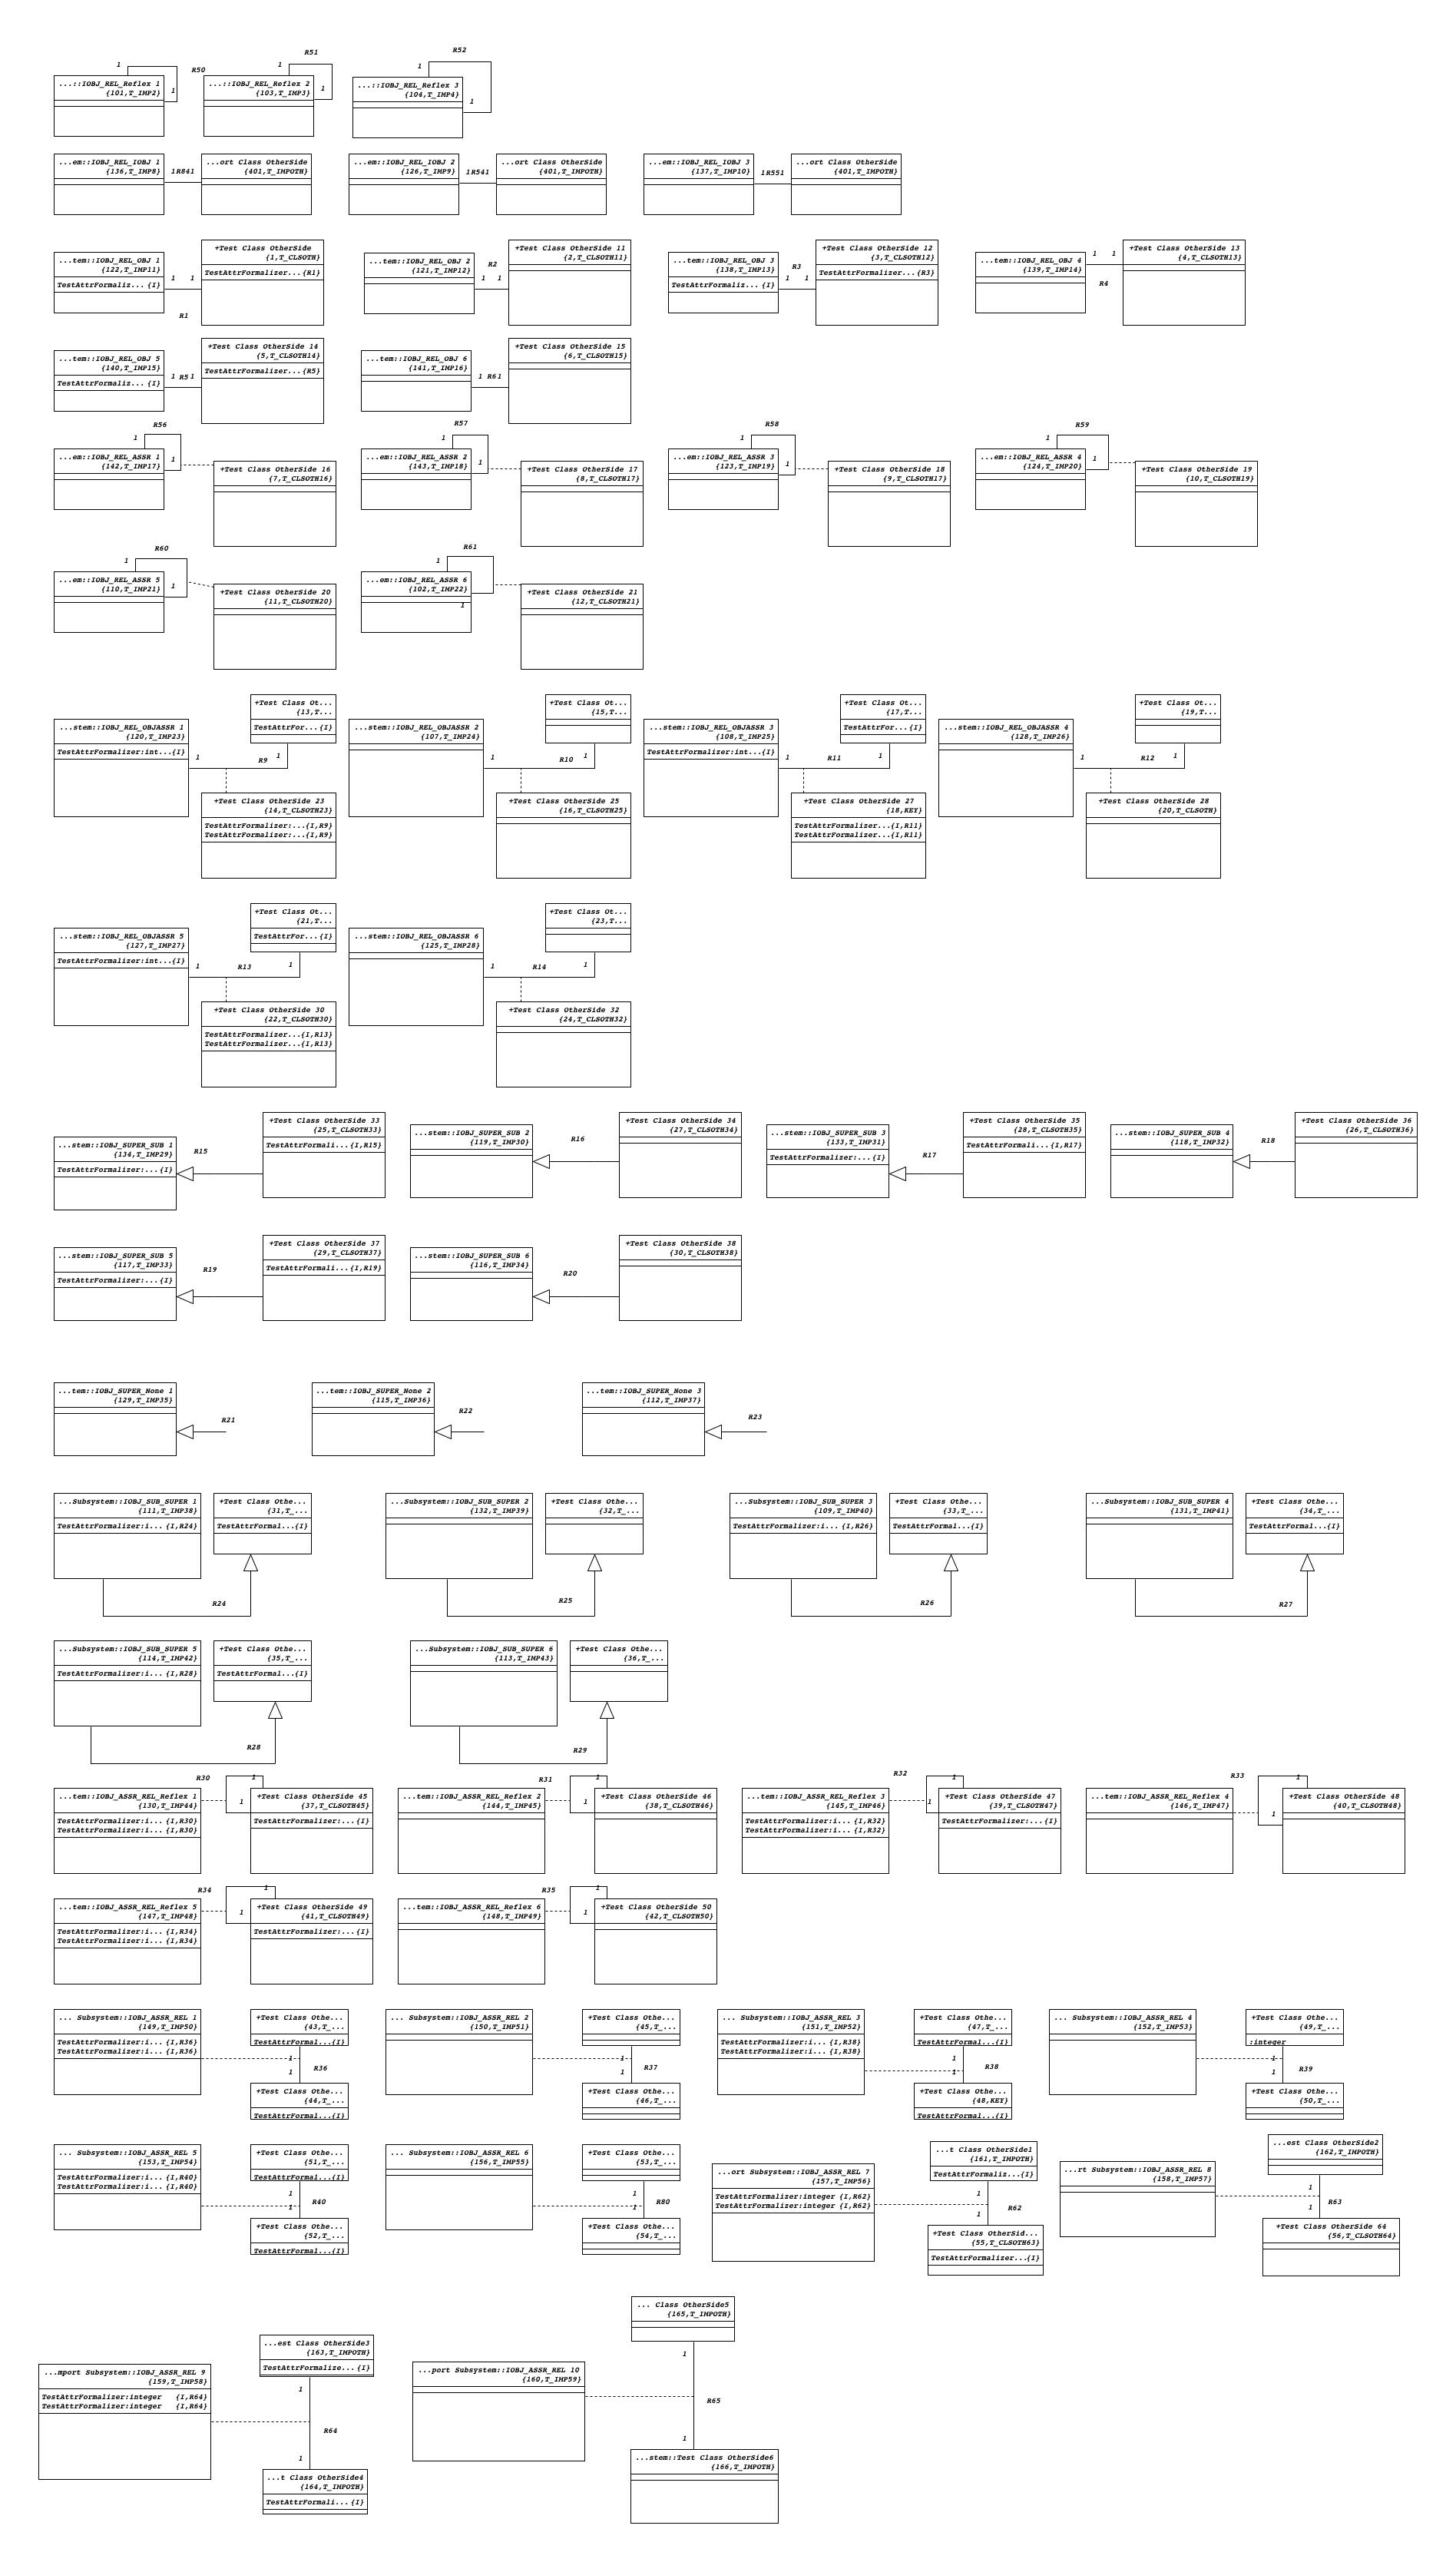 R50
R51
R52
1
1
1
...::IOBJ_REL_Reflex 1
{101,T_IMP2}
1
...::IOBJ_REL_Reflex 2
{103,T_IMP3}
1
...::IOBJ_REL_Reflex 3
{104,T_IMP4}
1
...em::IOBJ_REL_IOBJ 1
{136,T_IMP8}
1R841
...ort Class OtherSide
{401,T_IMPOTH}
...em::IOBJ_REL_IOBJ 2
{126,T_IMP9}
1R541
...ort Class OtherSide
{401,T_IMPOTH}
...em::IOBJ_REL_IOBJ 3
{137,T_IMP10}
1R551
...ort Class OtherSide
{401,T_IMPOTH}
...tem::IOBJ_REL_OBJ 1
{122,T_IMP11}
TestAttrFormaliz... {I}
1 1
R1
+Test Class OtherSide
{1,T_CLSOTH}
TestAttrFormalizer... {R1}
...tem::IOBJ_REL_OBJ 2
{121,T_IMP12}
R2
1 1
+Test Class OtherSide 11
{2,T_CLSOTH11}
...tem::IOBJ_REL_OBJ 3
{138,T_IMP13}
TestAttrFormaliz... {I}
R3
1 1
+Test Class OtherSide 12
{3,T_CLSOTH12}
TestAttrFormalizer... {R3}
...tem::IOBJ_REL_OBJ 4
{139,T_IMP14}
1 1
R4
+Test Class OtherSide 13
{4,T_CLSOTH13}
...tem::IOBJ_REL_OBJ 5
{140,T_IMP15}
TestAttrFormaliz... {I}
1 R5 1
+Test Class OtherSide 14
{5,T_CLSOTH14}
TestAttrFormalizer... {R5}
...tem::IOBJ_REL_OBJ 6
{141,T_IMP16}
1 R6 1
+Test Class OtherSide 15
{6,T_CLSOTH15}
R56
1
...em::IOBJ_REL_ASSR 1
{142,T_IMP17}
1
+Test Class OtherSide 16
{7,T_CLSOTH16}
R57
1
...em::IOBJ_REL_ASSR 2
{143,T_IMP18}
1
+Test Class OtherSide 17
{8,T_CLSOTH17}
R58
1
...em::IOBJ_REL_ASSR 3
{123,T_IMP19}
1
+Test Class OtherSide 18
{9,T_CLSOTH17}
R59
1
...em::IOBJ_REL_ASSR 4
{124,T_IMP20}
1
+Test Class OtherSide 19
{10,T_CLSOTH19}
R60
1
...em::IOBJ_REL_ASSR 5
{110,T_IMP21}
1
+Test Class OtherSide 20
{11,T_CLSOTH20}
R61
1
...em::IOBJ_REL_ASSR 6
{102,T_IMP22}
1
+Test Class OtherSide 21
{12,T_CLSOTH21}
...stem::IOBJ_REL_OBJASSR 1
{120,T_IMP23}
TestAttrFormalizer:int...{I}
+Test Class Ot...
{13,T...
TestAttrFor...{I}
1 R9 1
+Test Class OtherSide 23
{14,T_CLSOTH23}
TestAttrFormalizer:...{I,R9}
TestAttrFormalizer:...{I,R9}
...stem::IOBJ_REL_OBJASSR 2
{107,T_IMP24}
+Test Class Ot...
{15,T...
1 R10 1
+Test Class OtherSide 25
{16,T_CLSOTH25}
...stem::IOBJ_REL_OBJASSR 3
{108,T_IMP25}
TestAttrFormalizer:int...{I}
+Test Class Ot...
{17,T...
TestAttrFor...{I}
1 R11 1
+Test Class OtherSide 27
{18,KEY}
TestAttrFormalizer...{I,R11}
TestAttrFormalizer...{I,R11}
...stem::IOBJ_REL_OBJASSR 4
{128,T_IMP26}
+Test Class Ot...
{19,T...
1 R12 1
+Test Class OtherSide 28
{20,T_CLSOTH}
...stem::IOBJ_REL_OBJASSR 5
{127,T_IMP27}
TestAttrFormalizer:int...{I}
+Test Class Ot...
{21,T...
TestAttrFor...{I}
1 R13 1
+Test Class OtherSide 30
{22,T_CLSOTH30}
TestAttrFormalizer...{I,R13}
TestAttrFormalizer...{I,R13}
...stem::IOBJ_REL_OBJASSR 6
{125,T_IMP28}
+Test Class Ot...
{23,T...
1 R14 1
+Test Class OtherSide 32
{24,T_CLSOTH32}
...stem::IOBJ_SUPER_SUB 1
{134,T_IMP29}
TestAttrFormalizer:...{I}
R15
+Test Class OtherSide 33
{25,T_CLSOTH33}
TestAttrFormali...{I,R15}
...stem::IOBJ_SUPER_SUB 2
{119,T_IMP30}
R16
+Test Class OtherSide 34
{27,T_CLSOTH34}
...stem::IOBJ_SUPER_SUB 3
{133,T_IMP31}
TestAttrFormalizer:...{I}
R17
+Test Class OtherSide 35
{28,T_CLSOTH35}
TestAttrFormali...{I,R17}
...stem::IOBJ_SUPER_SUB 4
{118,T_IMP32}
R18
+Test Class OtherSide 36
{26,T_CLSOTH36}
...stem::IOBJ_SUPER_SUB 5
{117,T_IMP33}
TestAttrFormalizer:...{I}
R19
+Test Class OtherSide 37
{29,T_CLSOTH37}
TestAttrFormali...{I,R19}
...stem::IOBJ_SUPER_SUB 6
{116,T_IMP34}
R20
+Test Class OtherSide 38
{30,T_CLSOTH38}
...tem::IOBJ_SUPER_None 1
{129,T_IMP35}
R21
...tem::IOBJ_SUPER_None 2
{115,T_IMP36}
R22
...tem::IOBJ_SUPER_None 3
{112,T_IMP37}
R23
...Subsystem::IOBJ_SUB_SUPER 1
{111,T_IMP38}
TestAttrFormalizer:i... {I,R24}
+Test Class Othe...
{31,T_...
TestAttrFormal...{I}
R24
...Subsystem::IOBJ_SUB_SUPER 2
{132,T_IMP39}
+Test Class Othe...
{32,T_...
R25
...Subsystem::IOBJ_SUB_SUPER 3
{109,T_IMP40}
TestAttrFormalizer:i... {I,R26}
+Test Class Othe...
{33,T_...
TestAttrFormal...{I}
R26
...Subsystem::IOBJ_SUB_SUPER 4
{131,T_IMP41}
+Test Class Othe...
{34,T_...
TestAttrFormal...{I}
R27
...Subsystem::IOBJ_SUB_SUPER 5
{114,T_IMP42}
TestAttrFormalizer:i... {I,R28}
+Test Class Othe...
{35,T_...
TestAttrFormal...{I}
R28
...Subsystem::IOBJ_SUB_SUPER 6
{113,T_IMP43}
+Test Class Othe...
{36,T_...
R29
...tem::IOBJ_ASSR_REL_Reflex 1
{130,T_IMP44}
TestAttrFormalizer:i... {I,R30}
TestAttrFormalizer:i... {I,R30}
R30
1
1
+Test Class OtherSide 45
{37,T_CLSOTH45}
TestAttrFormalizer:...{I}
...tem::IOBJ_ASSR_REL_Reflex 2
{144,T_IMP45}
R31
1
1
+Test Class OtherSide 46
{38,T_CLSOTH46}
...tem::IOBJ_ASSR_REL_Reflex 3
{145,T_IMP46}
TestAttrFormalizer:i... {I,R32}
TestAttrFormalizer:i... {I,R32}
R32
1
1
+Test Class OtherSide 47
{39,T_CLSOTH47}
TestAttrFormalizer:...{I}
...tem::IOBJ_ASSR_REL_Reflex 4
{146,T_IMP47}
R33
1
1
+Test Class OtherSide 48
{40,T_CLSOTH48}
...tem::IOBJ_ASSR_REL_Reflex 5
{147,T_IMP48}
TestAttrFormalizer:i... {I,R34}
TestAttrFormalizer:i... {I,R34}
R34
1
1
+Test Class OtherSide 49
{41,T_CLSOTH49}
TestAttrFormalizer:...{I}
...tem::IOBJ_ASSR_REL_Reflex 6
{148,T_IMP49}
R35
1
1
+Test Class OtherSide 50
{42,T_CLSOTH50}
... Subsystem::IOBJ_ASSR_REL 1
{149,T_IMP50}
TestAttrFormalizer:i... {I,R36}
TestAttrFormalizer:i... {I,R36}
+Test Class Othe...
{43,T_...
TestAttrFormal...{I}
1
1
R36
+Test Class Othe...
{44,T_...
TestAttrFormal...{I}
... Subsystem::IOBJ_ASSR_REL 2
{150,T_IMP51}
+Test Class Othe...
{45,T_...
1
1
R37
+Test Class Othe...
{46,T_...
... Subsystem::IOBJ_ASSR_REL 3
{151,T_IMP52}
TestAttrFormalizer:i... {I,R38}
TestAttrFormalizer:i... {I,R38}
+Test Class Othe...
{47,T_...
TestAttrFormal...{I}
1
1
R38
+Test Class Othe...
{48,KEY}
TestAttrFormal...{I}
... Subsystem::IOBJ_ASSR_REL 4
{152,T_IMP53}
+Test Class Othe...
{49,T_...
:integer
1
1
R39
+Test Class Othe...
{50,T_...
... Subsystem::IOBJ_ASSR_REL 5
{153,T_IMP54}
TestAttrFormalizer:i... {I,R40}
TestAttrFormalizer:i... {I,R40}
+Test Class Othe...
{51,T_...
TestAttrFormal...{I}
1
1
R40
+Test Class Othe...
{52,T_...
TestAttrFormal...{I}
... Subsystem::IOBJ_ASSR_REL 6
{156,T_IMP55}
+Test Class Othe...
{53,T_...
1
1
R80
+Test Class Othe...
{54,T_...
...ort Subsystem::IOBJ_ASSR_REL 7
{157,T_IMP56}
TestAttrFormalizer:integer {I,R62}
TestAttrFormalizer:integer {I,R62}
...t Class OtherSide1
{161,T_IMPOTH}
TestAttrFormaliz...{I}
1
1
R62
+Test Class OtherSid...
{55,T_CLSOTH63}
TestAttrFormalizer...{I}
...rt Subsystem::IOBJ_ASSR_REL 8
{158,T_IMP57}
...est Class OtherSide2
{162,T_IMPOTH}
1
1
R63
+Test Class OtherSide 64
{56,T_CLSOTH64}
...mport Subsystem::IOBJ_ASSR_REL 9
{159,T_IMP58}
TestAttrFormalizer:integer {I,R64}
TestAttrFormalizer:integer {I,R64}
...est Class OtherSide3
{163,T_IMPOTH}
TestAttrFormalize... {I}
1
R64
1
...t Class OtherSide4
{164,T_IMPOTH}
TestAttrFormali... {I}
...port Subsystem::IOBJ_ASSR_REL 10
{160,T_IMP59}
... Class OtherSide5
{165,T_IMPOTH}
1
R65
1
...stem::Test Class OtherSide6
{166,T_IMPOTH}